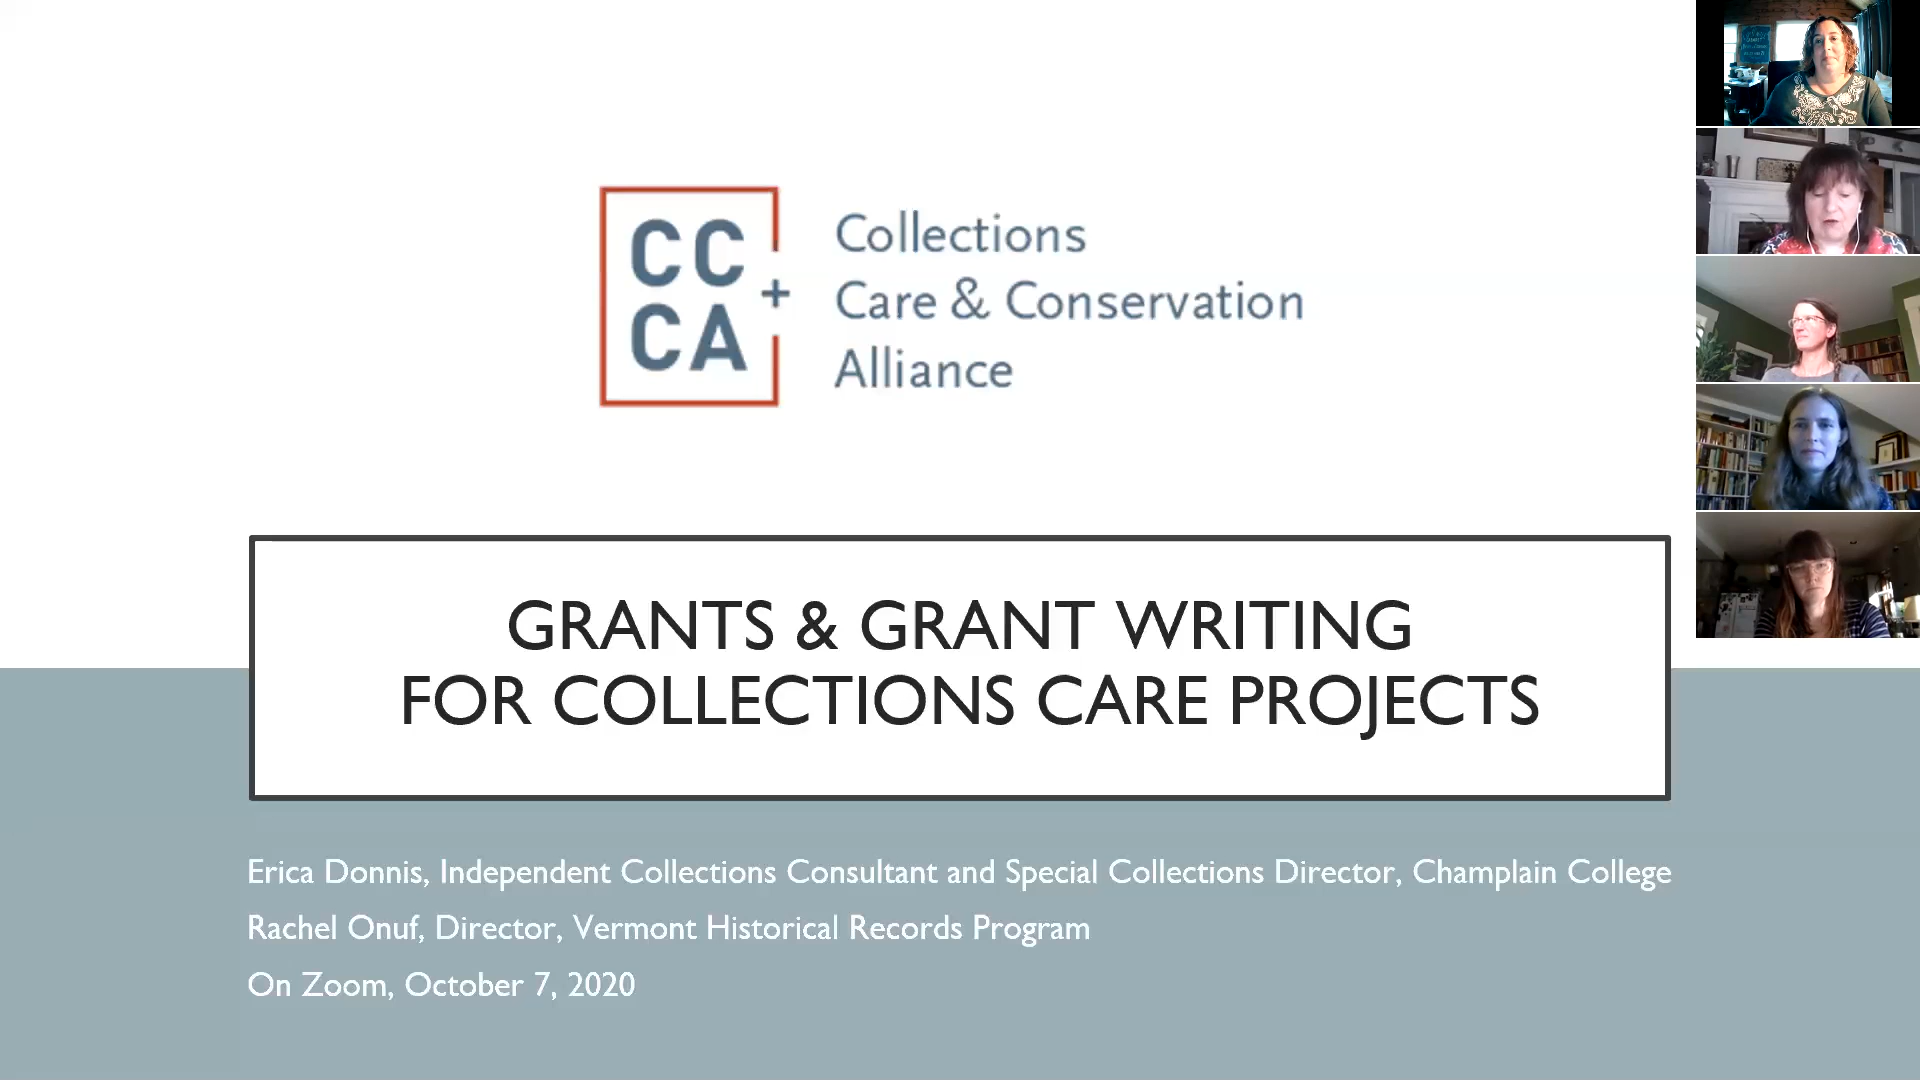 CC
CA
+
Collections
Care & Conservation
Alliance
GRANTS & GRANT WRITING
FOR COLLECTIONS CARE PROJECTS
Erica Donnis, Independent Collections Consultant and Special Collections Director, Champlain College
Rachel Onuf, Director, Vermont Historical Records Program
On Zoom, October 7, 2020